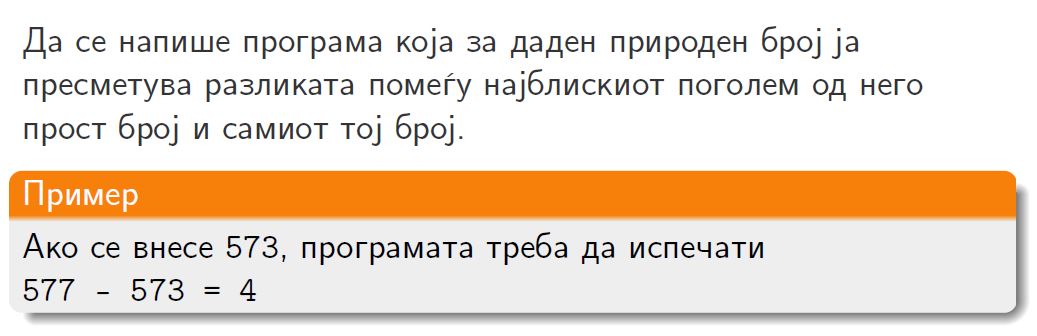 Да се напише програма која за даден природен број ја
пресметува разликата помеѓу најблискиот поголем од него
прост број и самиот тој број.
Пример
Ако се внесе 573, програмата треба да испечати
577 - 573 = 4